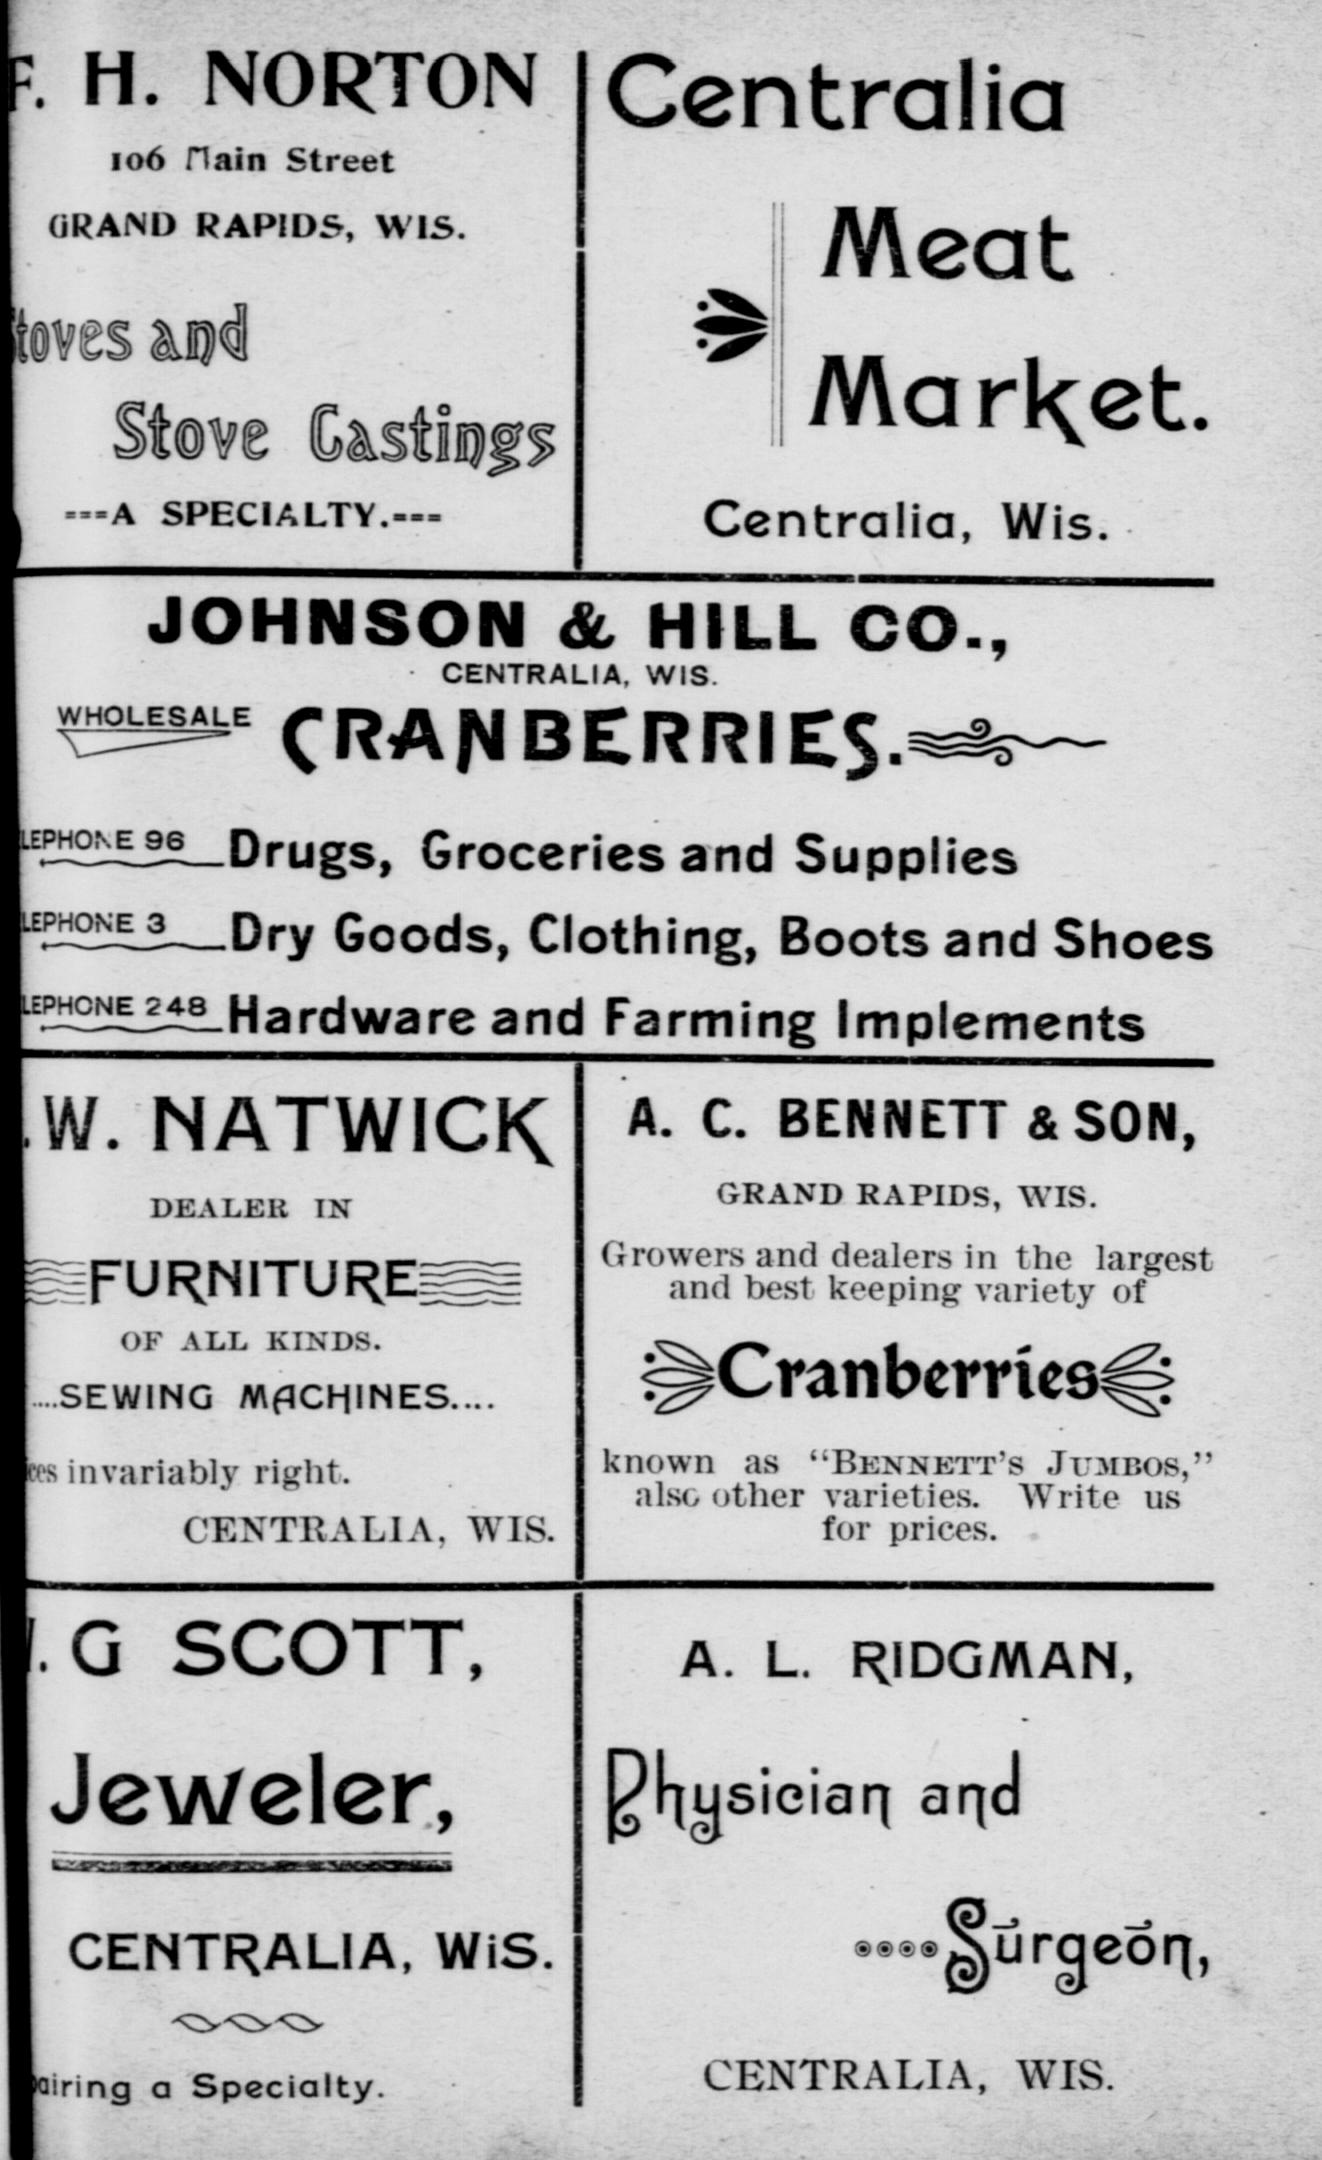 F. H. NORTON
106 Main Street
GRAND RAPIDS, WIS.
Stoves and
Stove Castings
===A SPECIALTY.===
Centralia
Meat
Market.
Centralia, Wis.
JOHNSON & HILL CO.,
CENTRALIA, WIS.
WHOLESALE CRANBERRIES.
LEPHONE 96 Drugs, Groceries and Supplies
LEPHONE 3 Dry Goods, Clothing, Boots and Shoes
LEPHONE 248 Hardware and Farming Implements
. W. NATWICK
DEALER IN
FURNITURE
OF ALL KINDS.
....SEWING MACHINES....
ces invariably right.
CENTRALIA, WIS.
A. C. BENNETT & SON,
GRAND RAPIDS, WIS.
Growers and dealers in the largest
and best keeping variety of
Cranberries
known as "BENNETT'S JUMBOS,"
also other varieties. Write us
for prices.
. G SCOTT,
Jeweler,
CENTRALIA, WiS.
pairing a Specialty.
A. L. RIDGMAN,
Physician and
....Surgeon,
CENTRALIA, WIS.